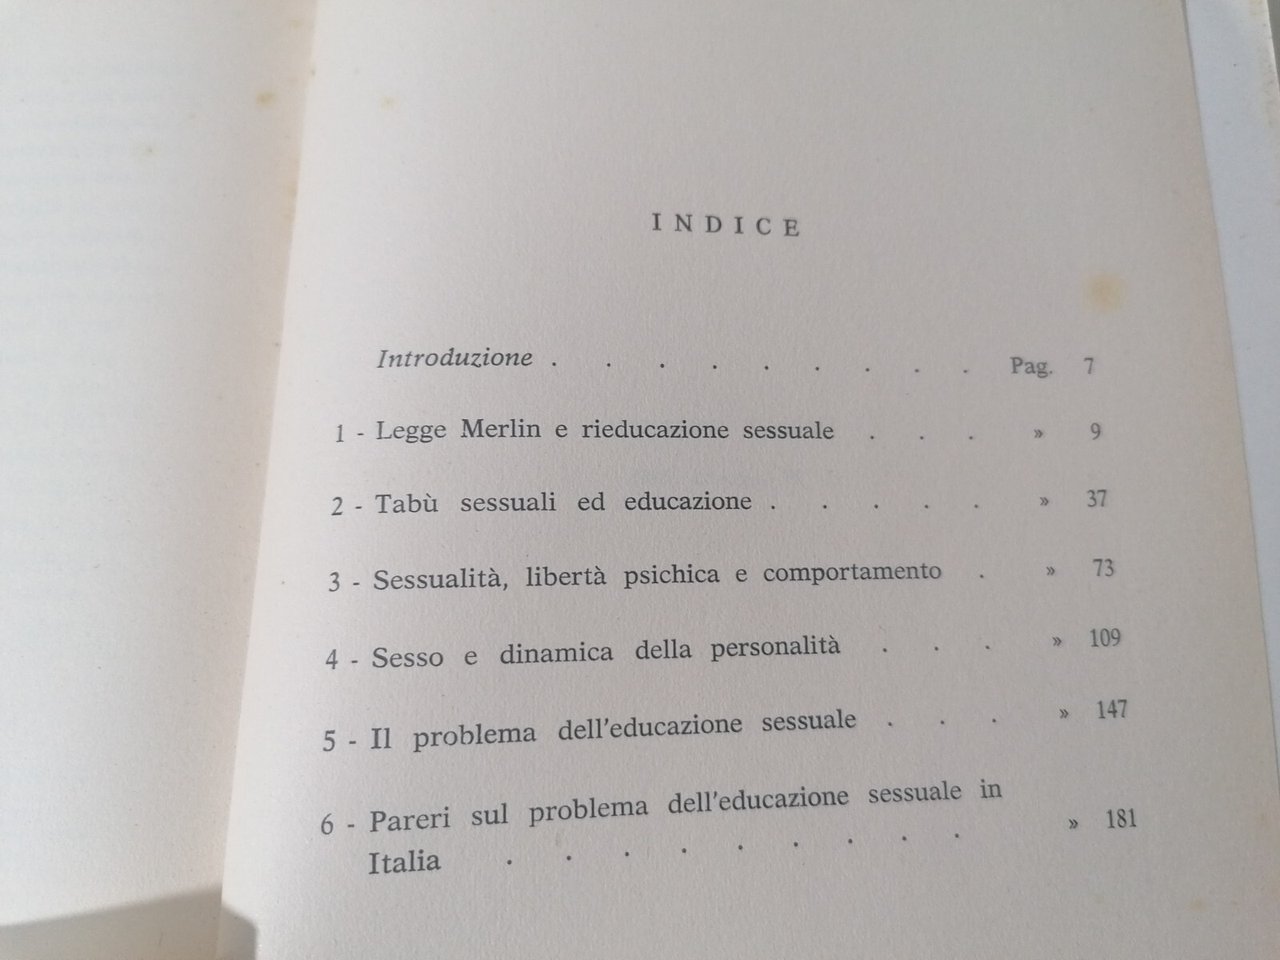 INDICE
Introduzione . . . . . . . . . Pag. 7
1 - Legge Merlin e rieducazione sessuale . . . » 9
2 - Tabù sessuali ed educazione . . . . . » 37
3 - Sessualità, libertà psichica e comportamento . » 73
4 - Sesso e dinamica della personalità . . . » 109
5 - Il problema dell'educazione sessuale . . . » 147
6 - Pareri sul problema dell'educazione sessuale in
Italia . . . . . . . . . » 181